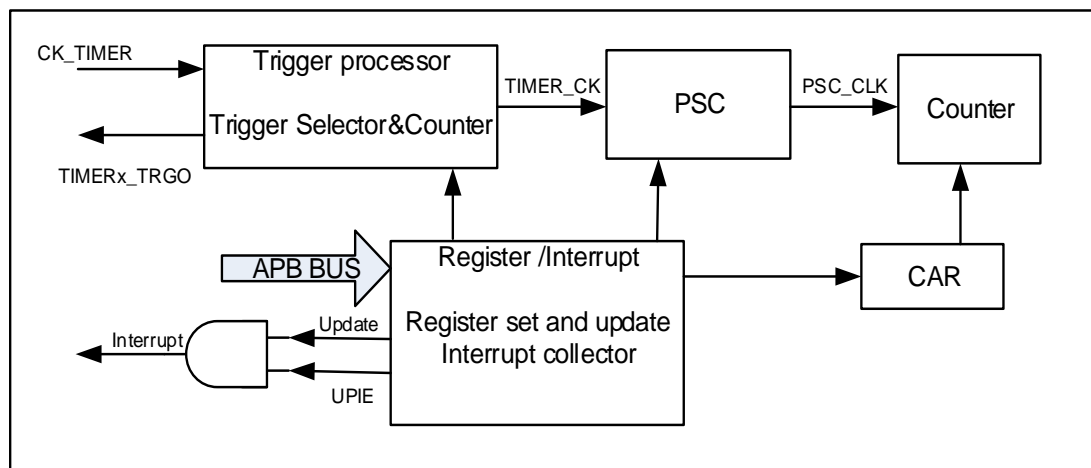 CK_TIMER
Trigger processor
TIMER_CK
PSC
PSC_CLK
Counter
Trigger Selector&Counter
TIMERx_TRGO
APB BUS
Register /Interrupt
CAR
Register set and update
Interrupt collector
Update
Interrupt
UPIE